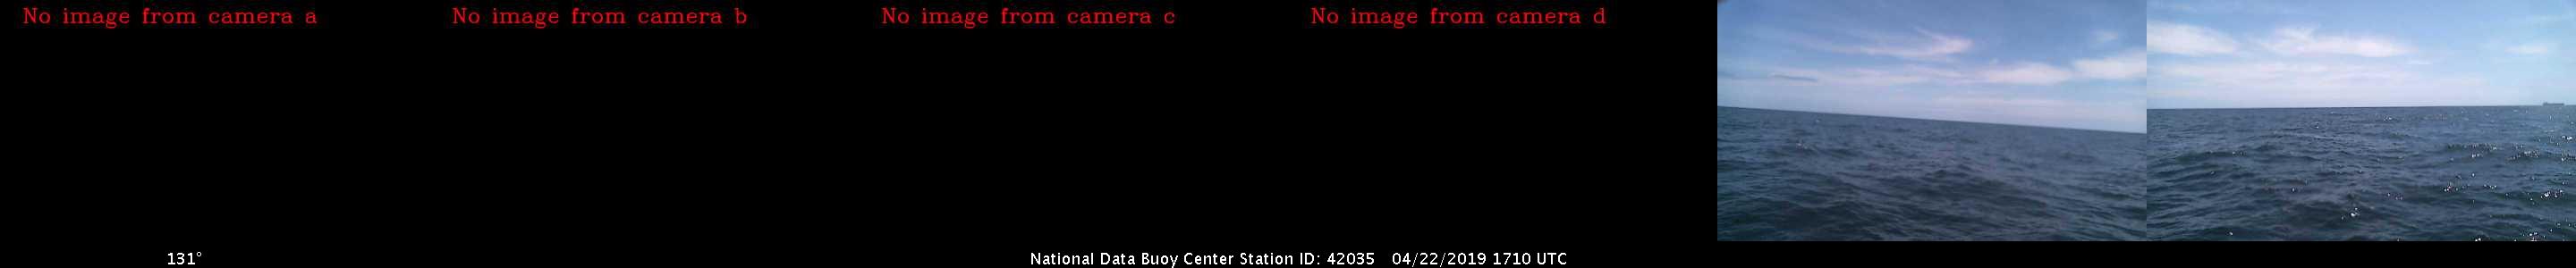 No image from camera a
No image from camera b
No image from camera c
No image from camera d
131°
National Data Buoy Center Station ID: 42035 04/22/2019 1710 UTC